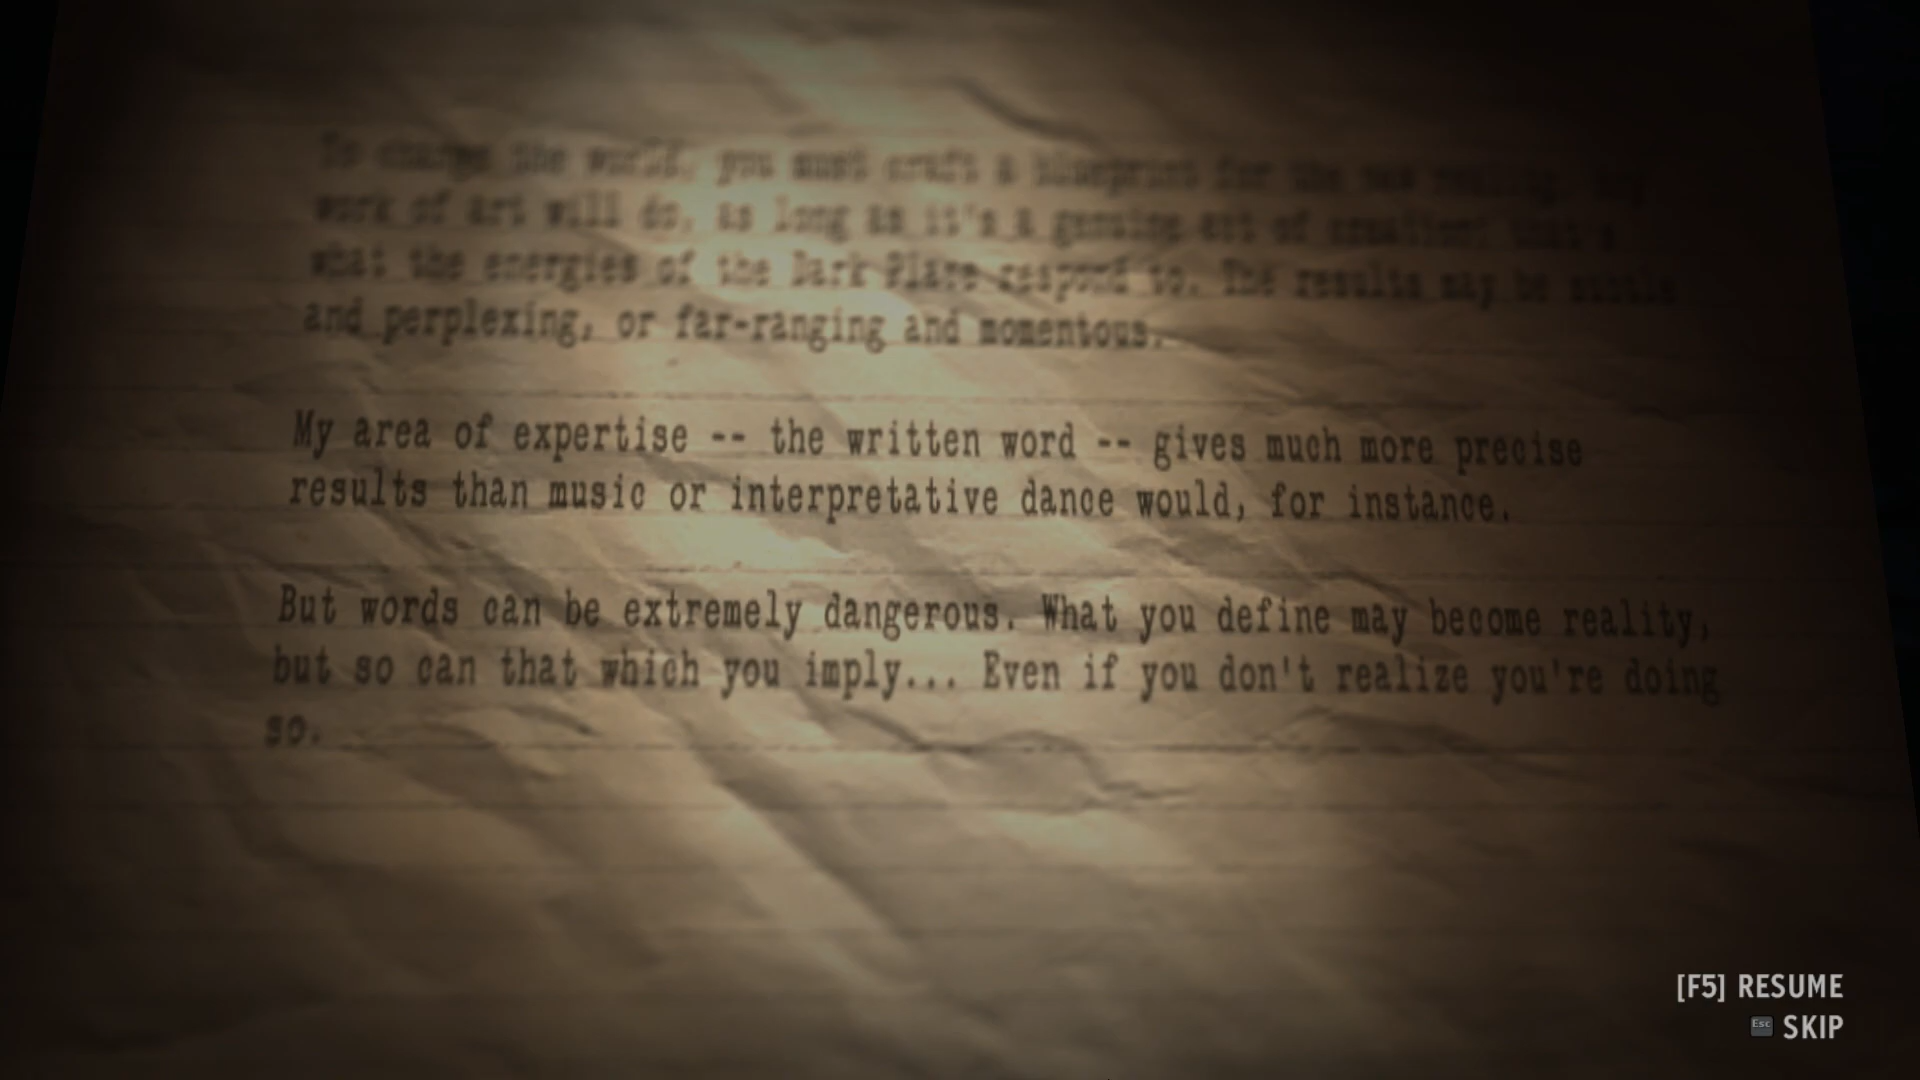 To change the world, you must craft a blueprint for the new reality. Any
work of art will do, as long as it's a genuine act of creation; that's
what the energies of the Dark Place respond to. The results may be subtle
and perplexing, or far-ranging and momentous.
My area of expertise -- the written word -- gives much more precise
results than music or interpretative dance would, for instance.
But words can be extremely dangerous. What you define may become reality,
but so can that which you imply... Even if you don't realize you're doing
so.
[F5] RESUME
Esc SKIP